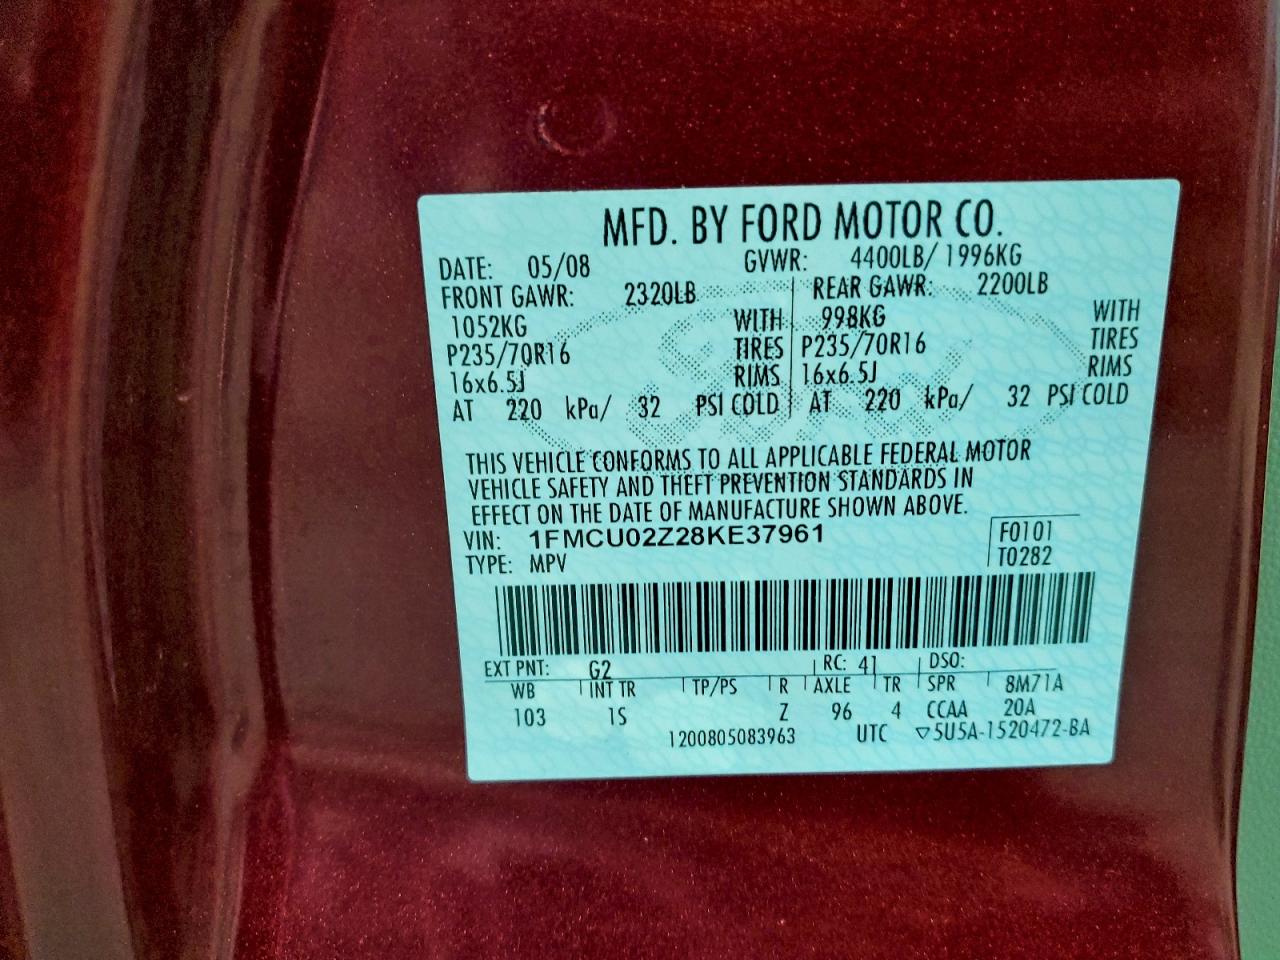 MFD. BY FORD MOTOR CO.
DATE: 05/08 GVWR: 4400LB/ 1996KG
FRONT GAWR: 2320LB REAR GAWR: 2200LB
1052KG WITH 998KG WITH
P235/70R16 TIRES P235/70R16 TIRES
16x6.5J RIMS 16x6.5J RIMS
AT 220 kPa/ 32 PSI COLD AT 220 kPa/ 32 PSI COLD
THIS VEHICLE CONFORMS TO ALL APPLICABLE FEDERAL MOTOR
VEHICLE SAFETY AND THEFT PREVENTION STANDARDS IN
EFFECT ON THE DATE OF MANUFACTURE SHOWN ABOVE.
VIN: 1FMCU02Z28KE37961 F0101
TYPE: MPV T0282
EXT PNT: G2 RC: 41 DSO:
WB INT TR TP/PS R AXLE TR SPR 8M71A
103 1S Z 96 4 CCAA 20A
1200805083963 UTC ▽5U5A-1520472-BA